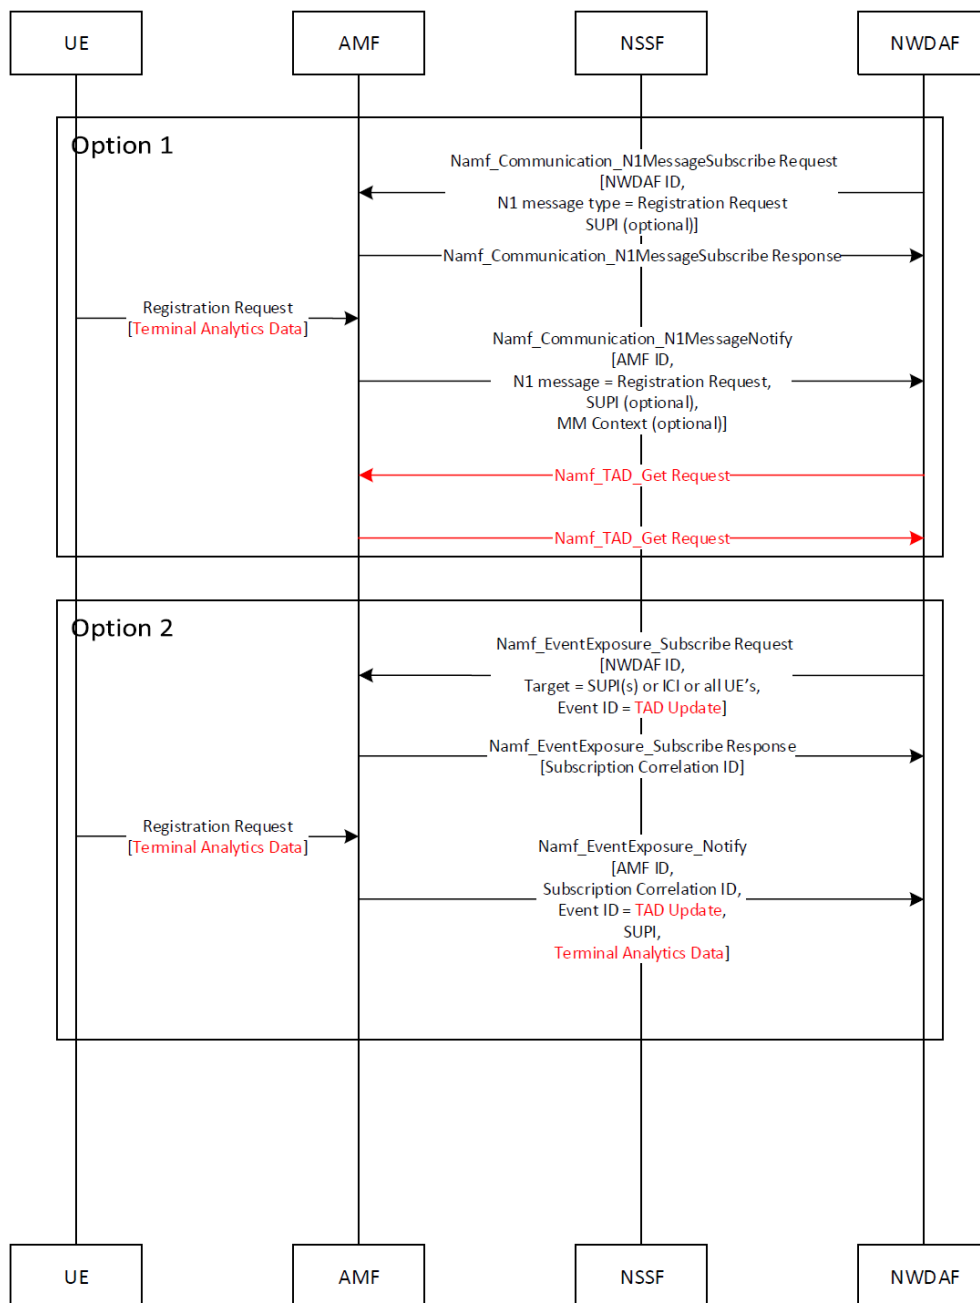 UE
AMF
NSSF
NWDAF
Option 1
Namf_Communication_N1MessageSubscribe Request
[NWDAF ID,
N1 message type = Registration Request
SUPI (optional)]
Namf_Communication_N1MessageSubscribe Response
Registration Request
[Terminal Analytics Data]
Namf_Communication_N1MessageNotify
[AMF ID,
N1 message = Registration Request,
SUPI (optional),
MM Context (optional)]
Namf_TAD_Get Request
Namf_TAD_Get Request
Option 2
Namf_EventExposure_Subscribe Request
[NWDAF ID,
Target = SUPI(s) or ICI or all UE's,
Event ID = TAD Update]
Namf_EventExposure_Subscribe Response
[Subscription Correlation ID]
Registration Request
[Terminal Analytics Data]
Namf_EventExposure_Notify
[AMF ID,
Subscription Correlation ID,
Event ID = TAD Update,
SUPI,
Terminal Analytics Data]
UE
AMF
NSSF
NWDAF